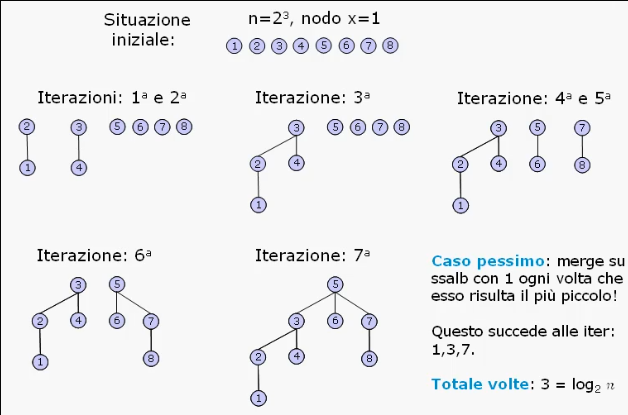 Situazione
iniziale:
n=2³, nodo x=1
1 2 3 4 5 6 7 8
Iterazioni: 1ª e 2ª
2 3 5 6 7 8
1 4
Iterazione: 3ª
3 5 6 7 8
2 4
1
Iterazione: 4ª e 5ª
3 5 7
2 4 6 8
1
Iterazione: 6ª
3 5
2 4 6 7
1 8
Iterazione: 7ª
5
3 6 7
2 4 8
1
Caso pessimo: merge su
ssalb con 1 ogni volta che
esso risulta il più piccolo!
Questo succede alle iter:
1,3,7.
Totale volte: 3 = log₂ n